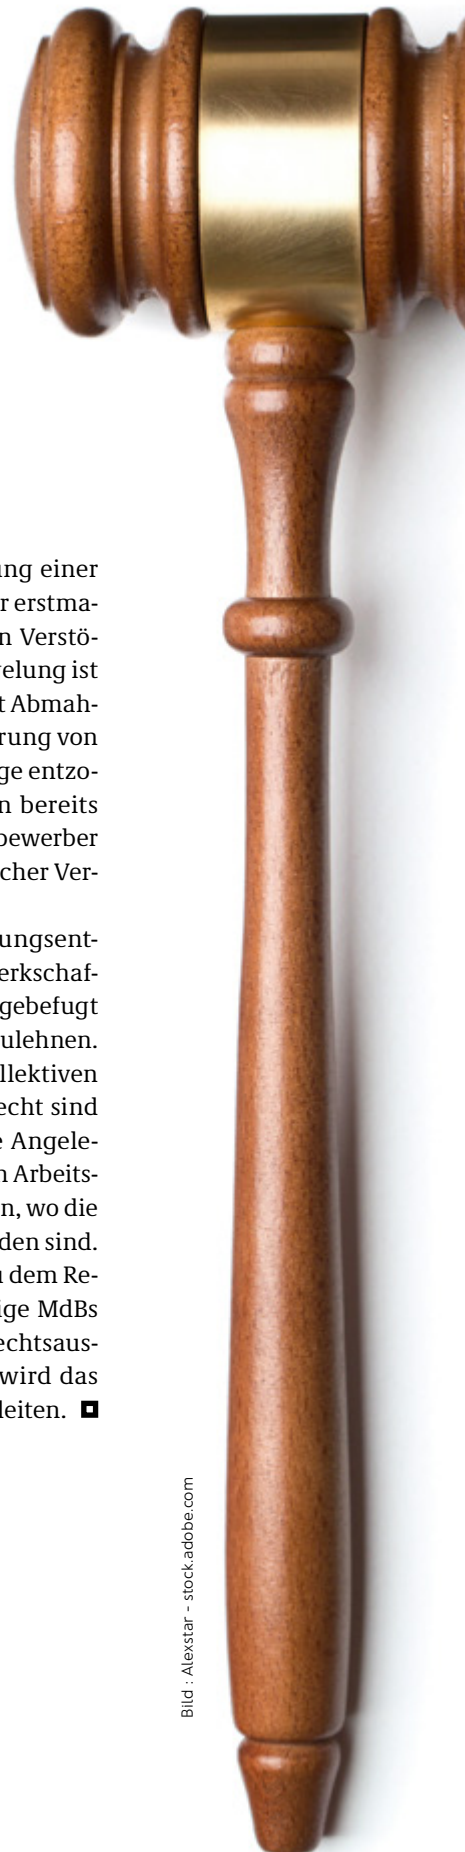 ung einer
r erstma-
n Verstö-
elung ist
t Abmah-
rung von
ge entzo-
n bereits
bewerber
cher Ver-
ungsent-
erkschaf-
gebefugt
ulehnen.
llektiven
echt sind
e Angele-
n Arbeits-
n, wo die
den sind.
u dem Re-
ige MdBs
echtsaus-
wird das
leiten.
Bild : Alexstar - stock.adobe.com